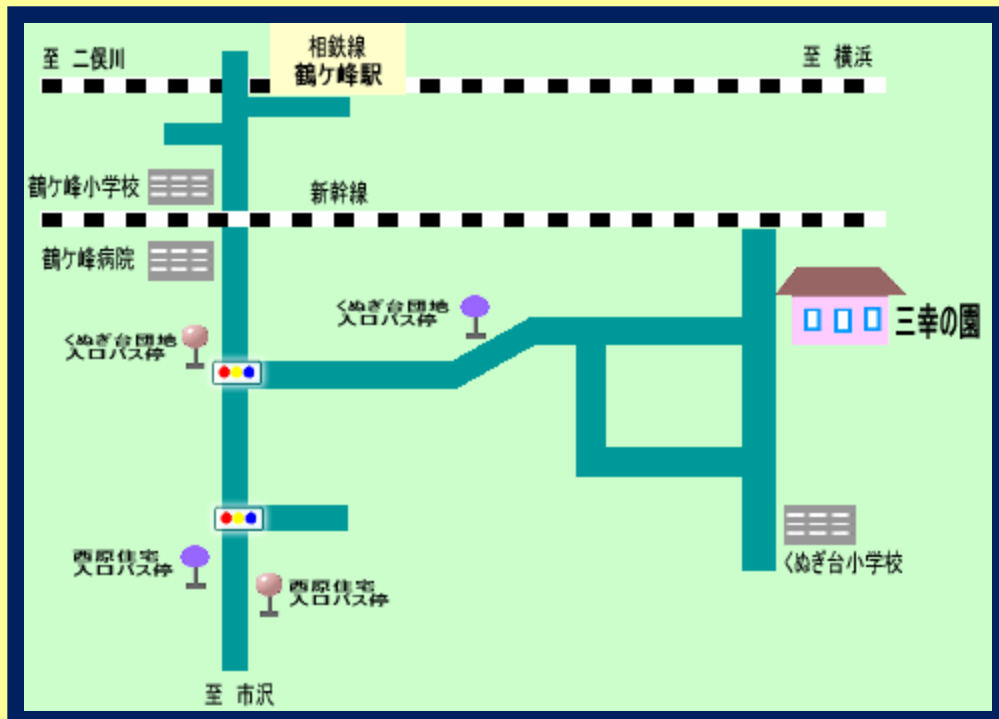 相鉄線
鶴ケ峰駅
至 二俣川
至 横浜
鶴ケ峰小学校
新幹線
鶴ケ峰病院
くぬぎ台団地
入口バス停
くぬぎ台団地
入口バス停
三幸の園
西原住宅
入口バス停
西原住宅
入口バス停
くぬぎ台小学校
至 市沢